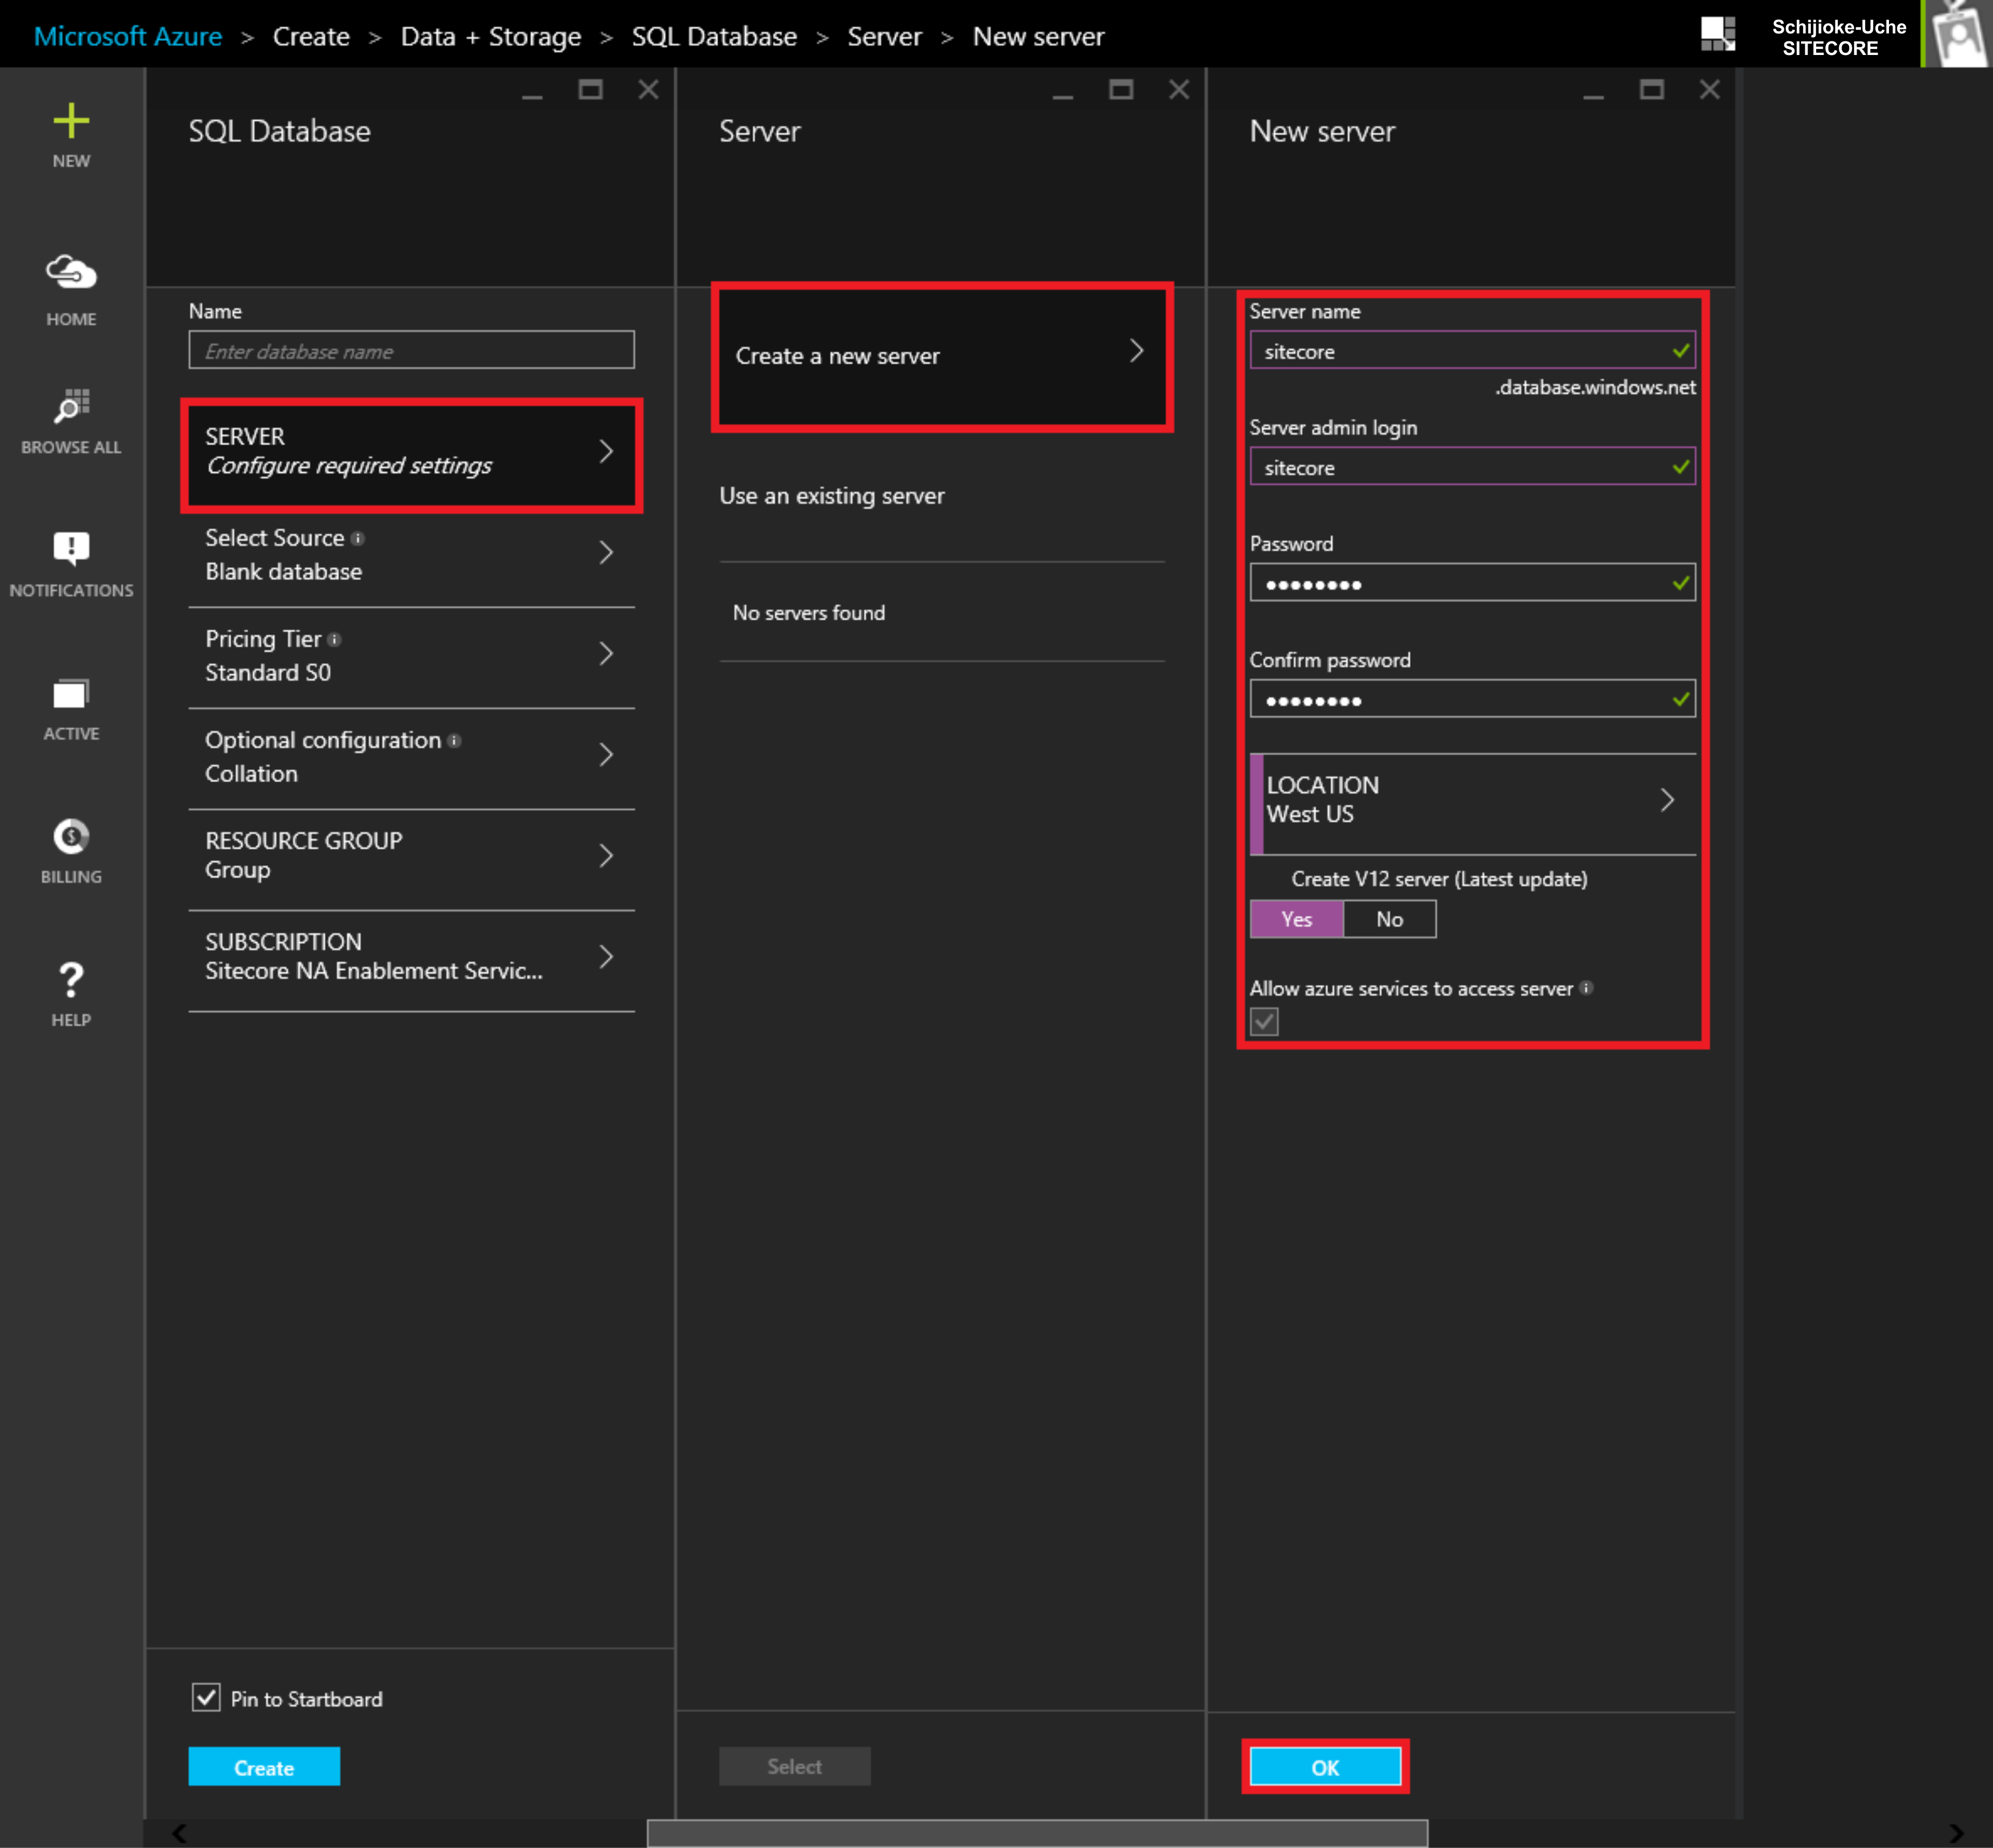 Microsoft Azure > Create > Data + Storage > SQL Database > Server > New server
Schijioke-Uche
SITECORE
NEW
HOME
BROWSE ALL
NOTIFICATIONS
ACTIVE
BILLING
HELP
SQL Database
Name
Enter database name
SERVER
Configure required settings
Select Source
Blank database
Pricing Tier
Standard S0
Optional configuration
Collation
RESOURCE GROUP
Group
SUBSCRIPTION
Sitecore NA Enablement Servic...
Pin to Startboard
Create
Server
Create a new server
Use an existing server
No servers found
Select
New server
Server name
sitecore
.database.windows.net
Server admin login
sitecore
Password
••••••••
Confirm password
••••••••
LOCATION
West US
Create V12 server (Latest update)
Yes No
Allow azure services to access server
OK